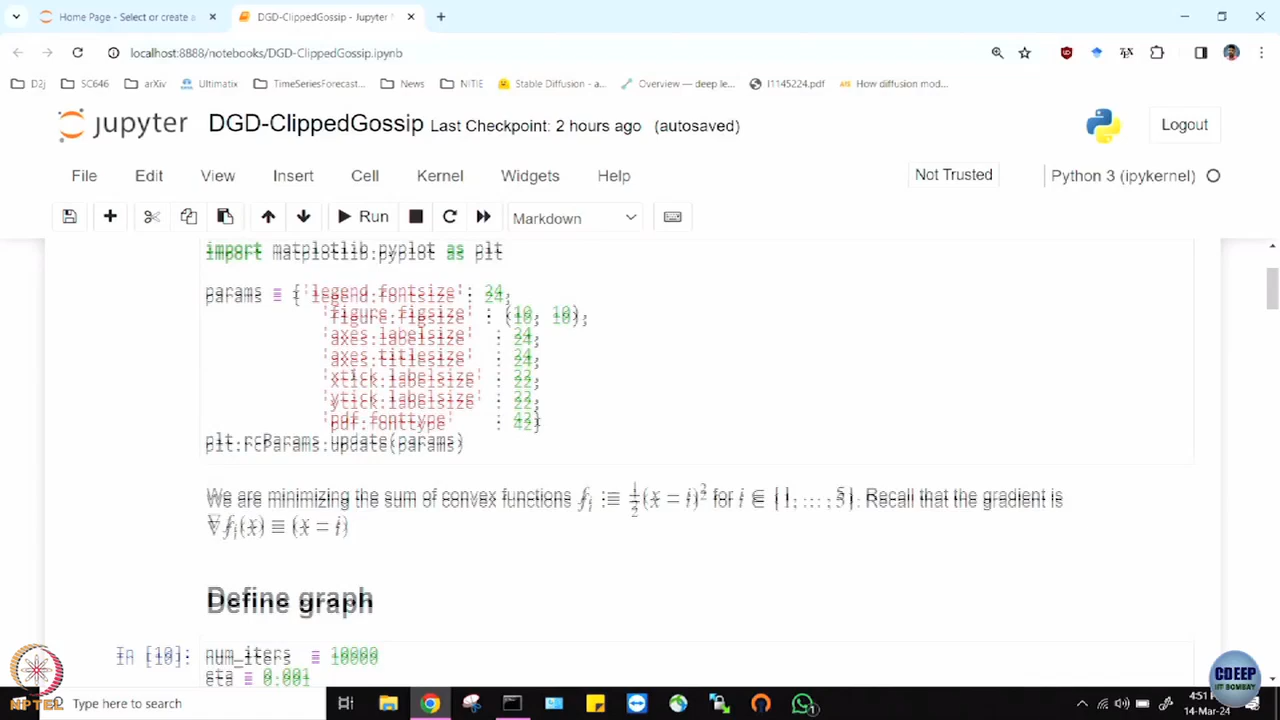 Home Page - Select or create a
DGD-ClippedGossip - Jupyter N
localhost:8888/notebooks/DGD-ClippedGossip.ipynb
D2j
SC646
arXiv
Ultimatix
TimeSeriesForecast...
News
NITIE
Stable Diffusion - a...
Overview — deep le...
I1145224.pdf
How diffusion mod...
jupyter DGD-ClippedGossip Last Checkpoint: 2 hours ago (autosaved)
Logout
File Edit View Insert Cell Kernel Widgets Help
Not Trusted
Python 3 (ipykernel)
Run
Markdown
import matplotlib.pyplot as plt
params = {'legend.fontsize': 24,
'figure.figsize' : (10, 10),
'axes.labelsize' : 24,
'axes.titlesize' : 24,
'xtick.labelsize' : 22,
'ytick.labelsize' : 22,
'pdf.fonttype' : 42}
plt.rcParams.update(params)
We are minimizing the sum of convex functions f_i := 1/2(x − i)² for i ∈ {1, … , 5}. Recall that the gradient is
∇f_i(x) = (x − i)
Define graph
In [10]: num_iters = 10000
eta = 0.001
NPTEL
CDEEP
IIT BOMBAY
Type here to search
4:51 PM
14-Mar-24